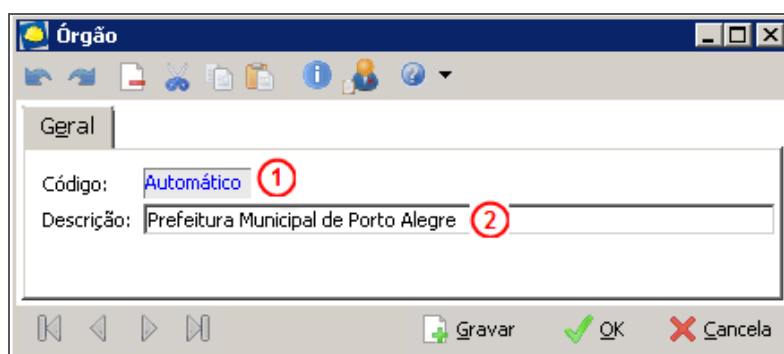 Órgão
Geral
Código: Automático 1
Descrição: Prefeitura Municipal de Porto Alegre 2
Gravar OK Cancela